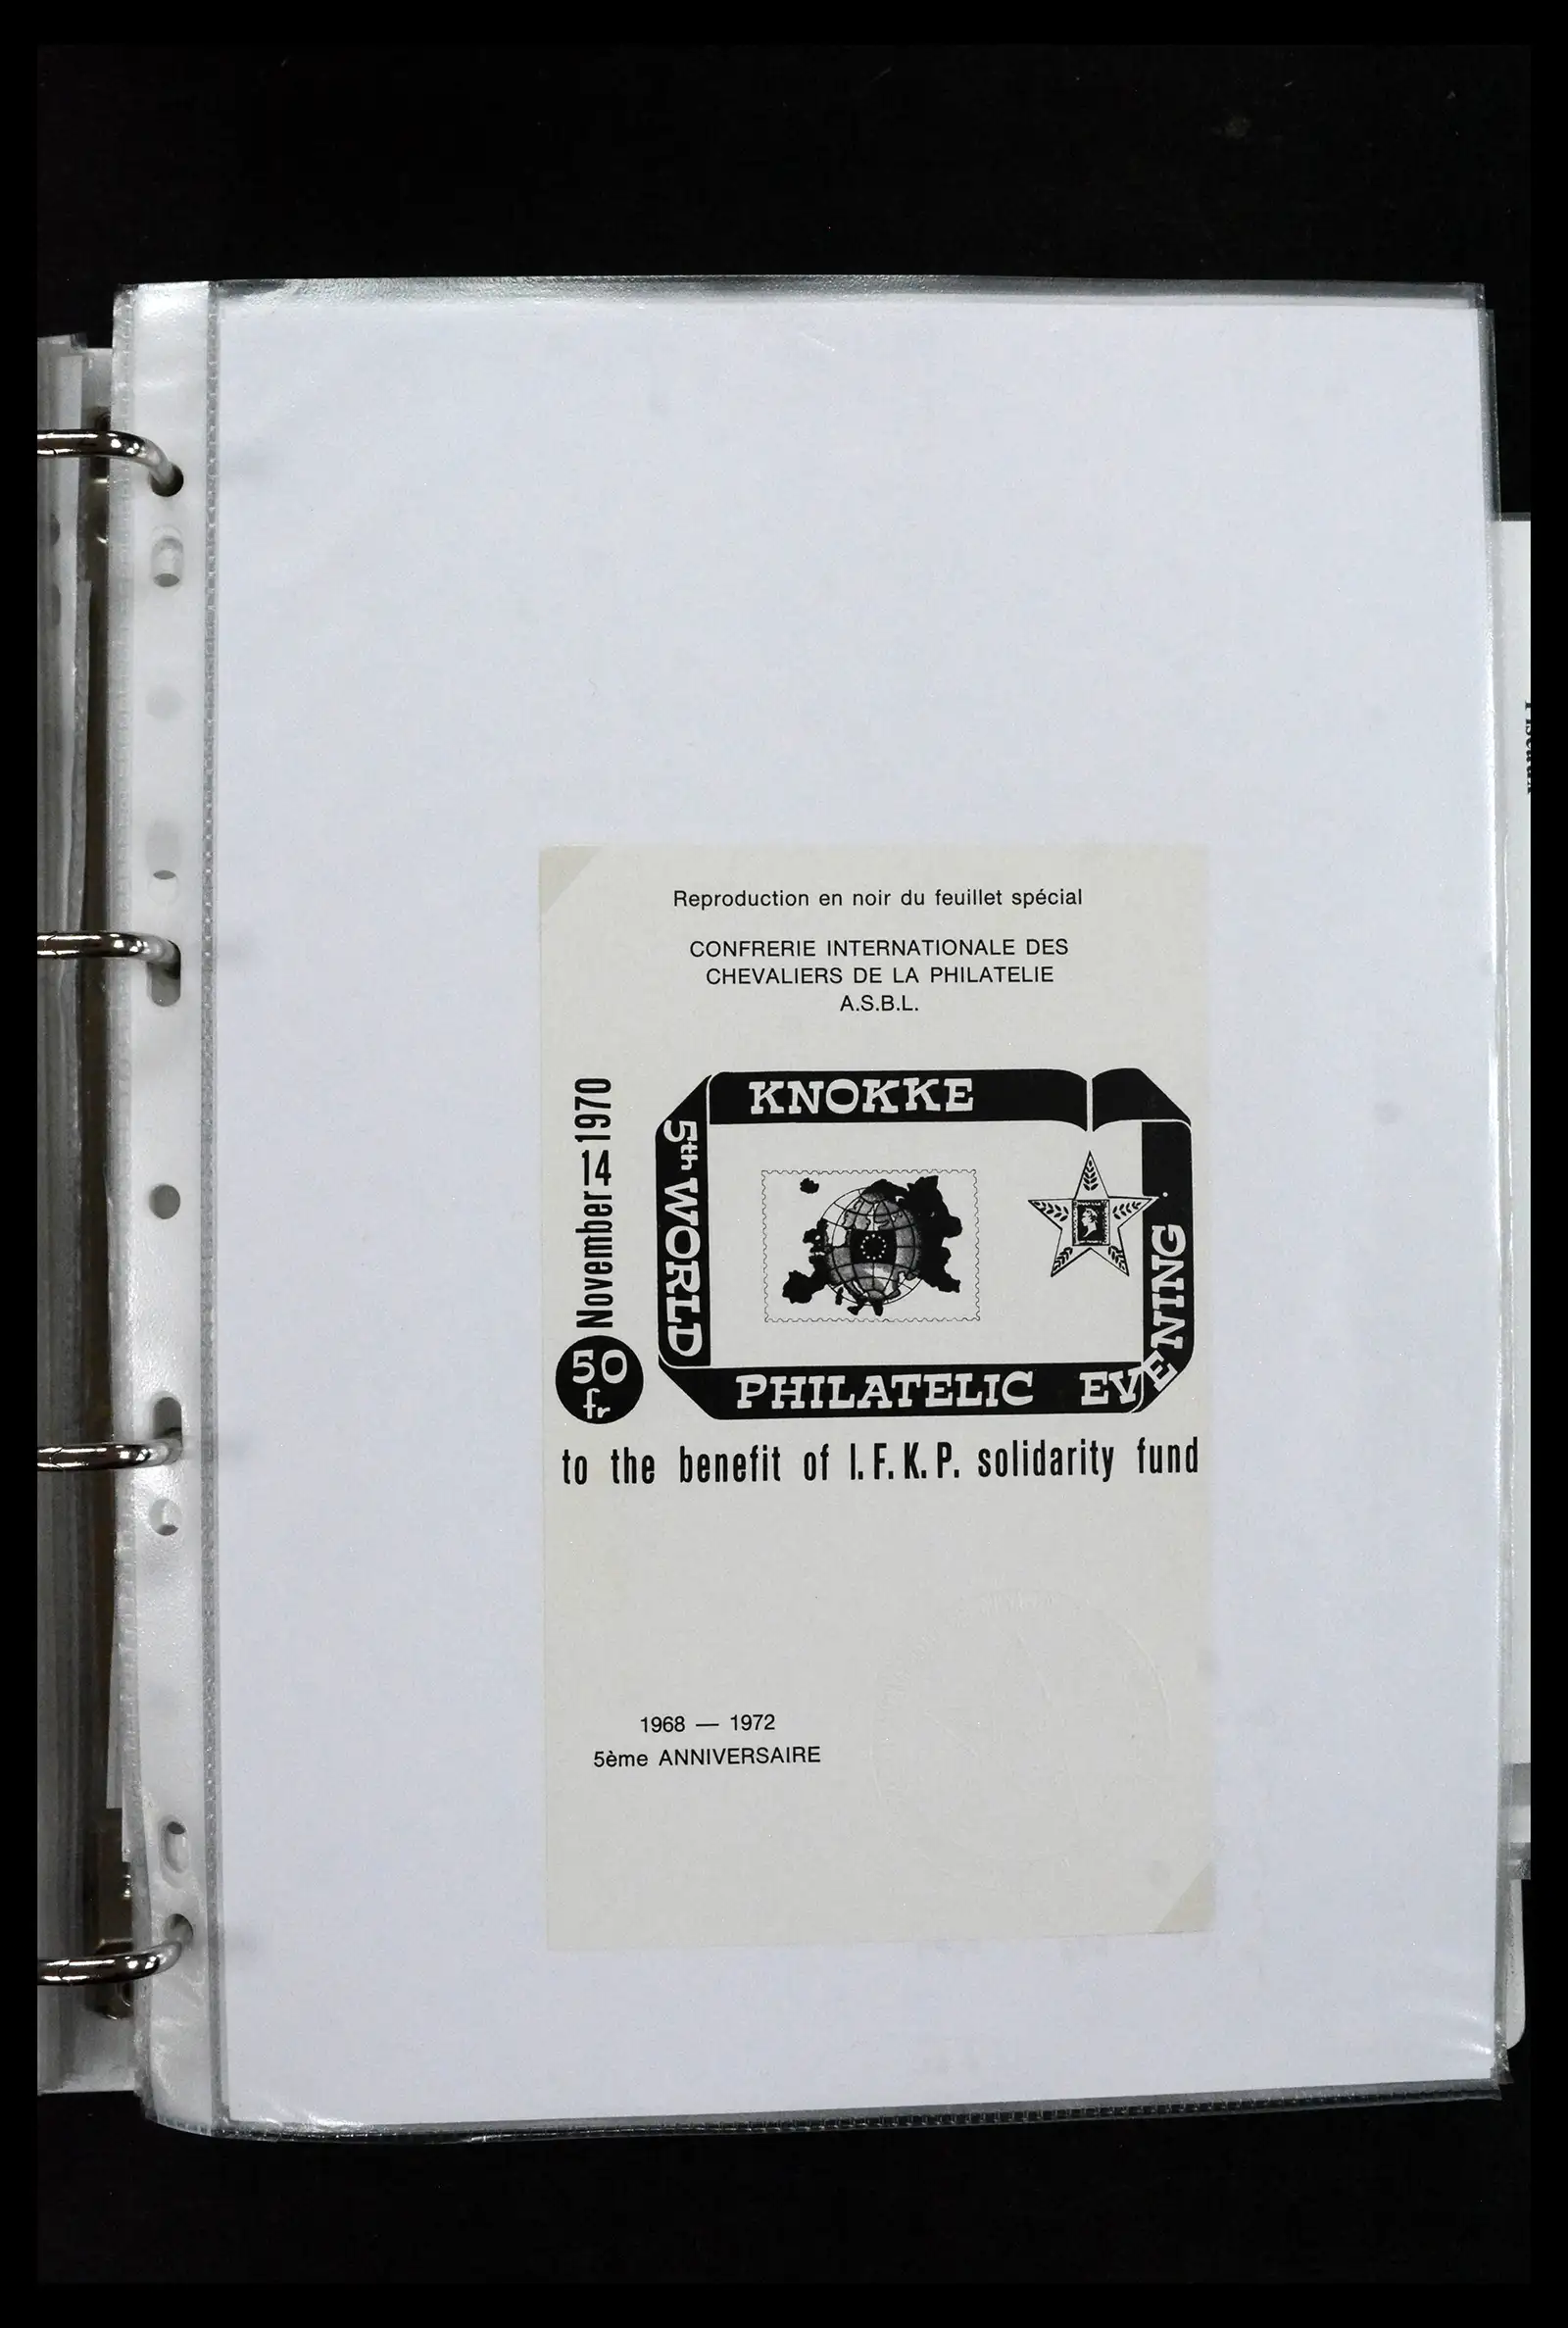 Reproduction en noir du feuillet spécial
CONFRERIE INTERNATIONALE DES
CHEVALIERS DE LA PHILATELIE
A.S.B.L.
November 14 1970
50
fr
KNOKKE
5th WORLD
PHILATELIC EVENING
to the benefit of I.F.K.P. solidarity fund
1968 — 1972
5ème ANNIVERSAIRE